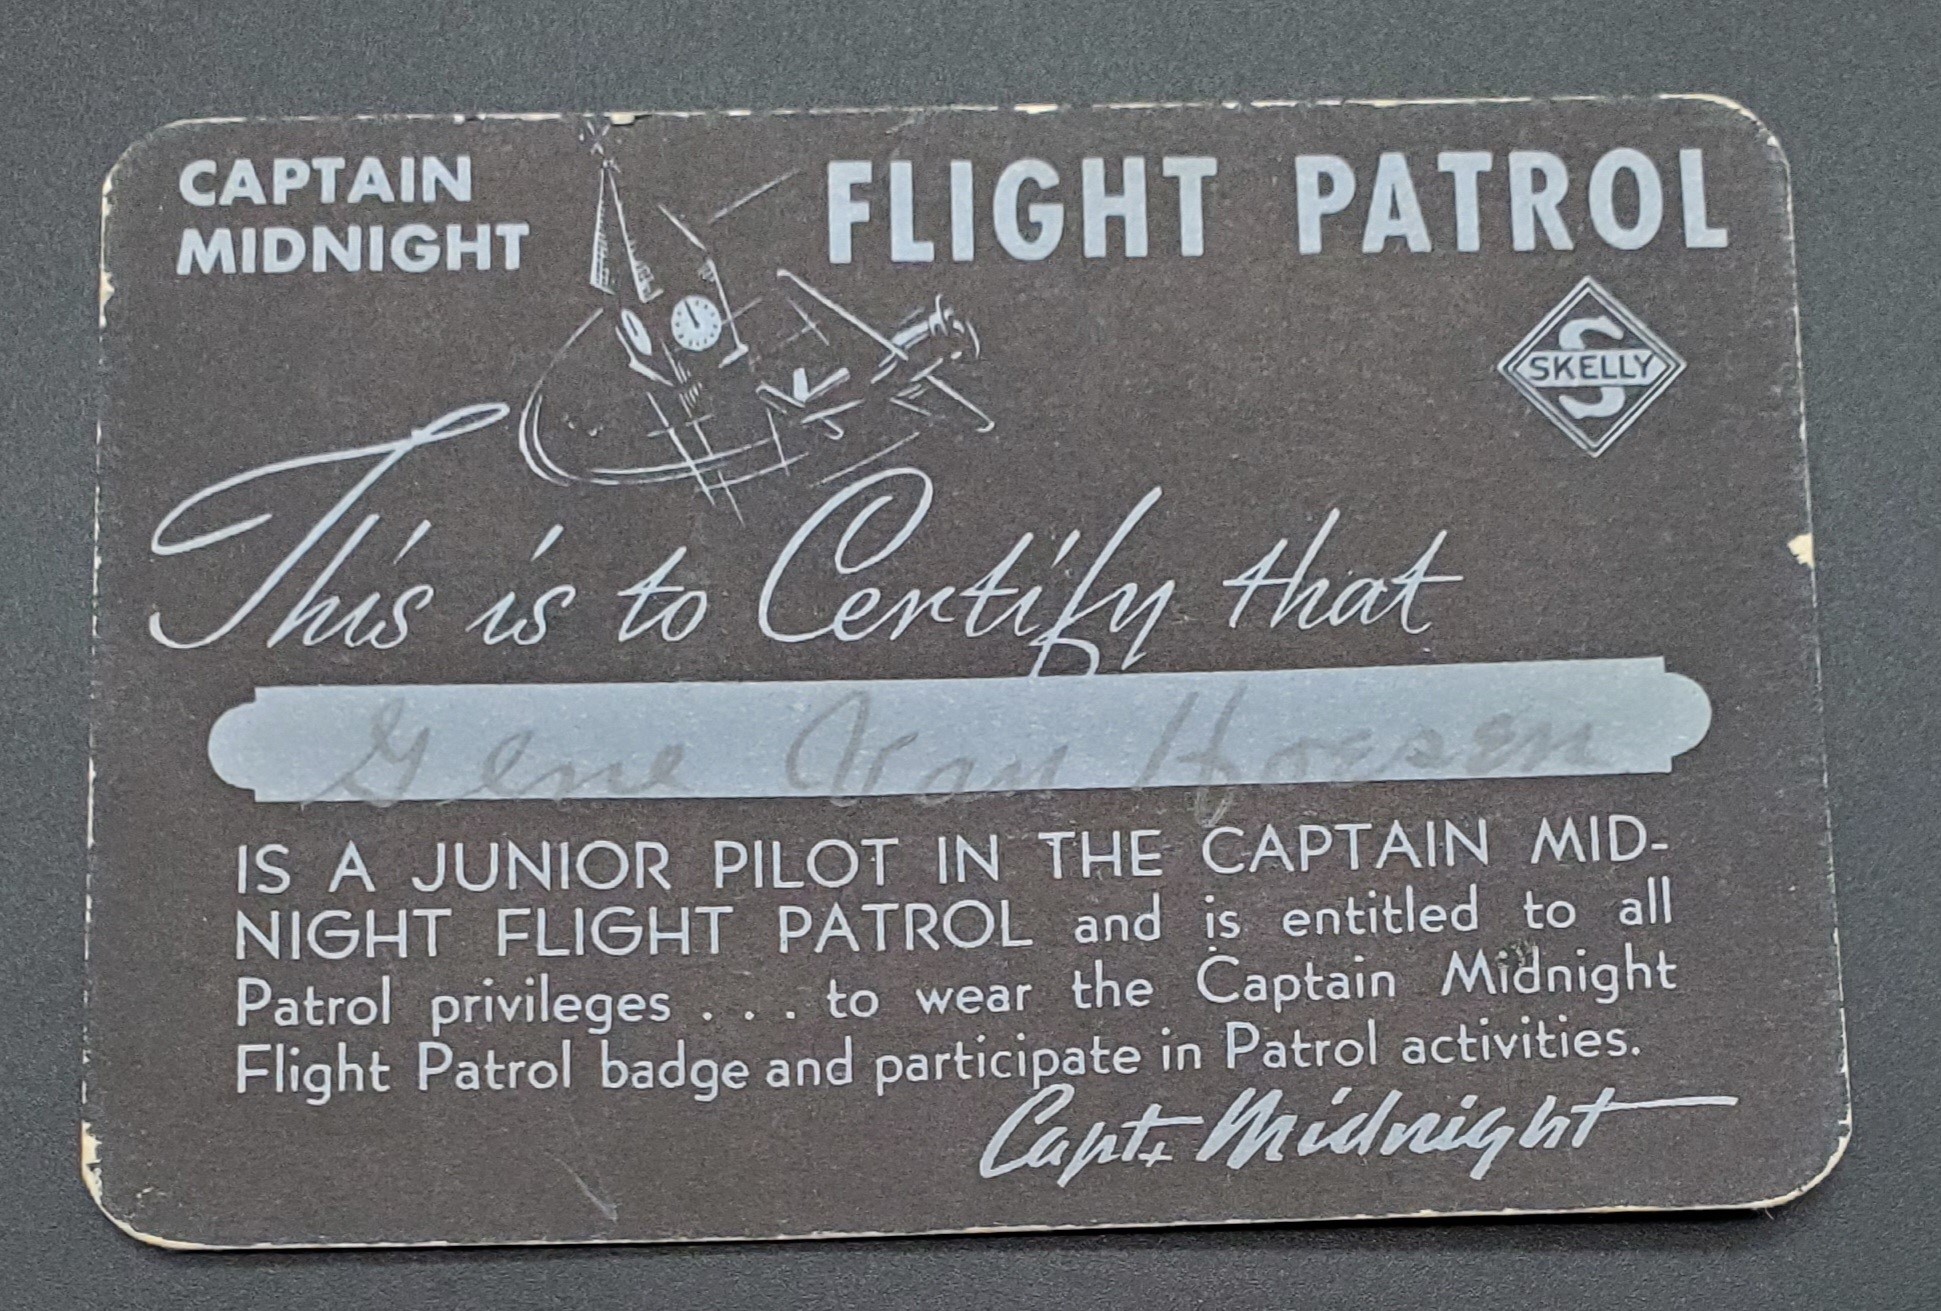 CAPTAIN
MIDNIGHT
FLIGHT PATROL
S
SKELLY
This is to Certify that
Gene Van Hoesen
IS A JUNIOR PILOT IN THE CAPTAIN MID-
NIGHT FLIGHT PATROL and is entitled to all
Patrol privileges . . . to wear the Captain Midnight
Flight Patrol badge and participate in Patrol activities.
Capt. Midnight